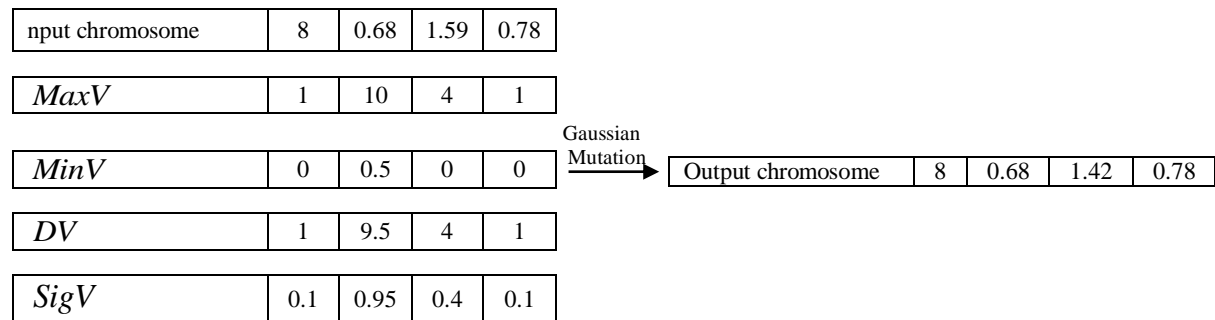 nput chromosome 8 0.68 1.59 0.78
MaxV 1 10 4 1
MinV 0 0.5 0 0
DV 1 9.5 4 1
SigV 0.1 0.95 0.4 0.1
Gaussian
Mutation
Output chromosome 8 0.68 1.42 0.78